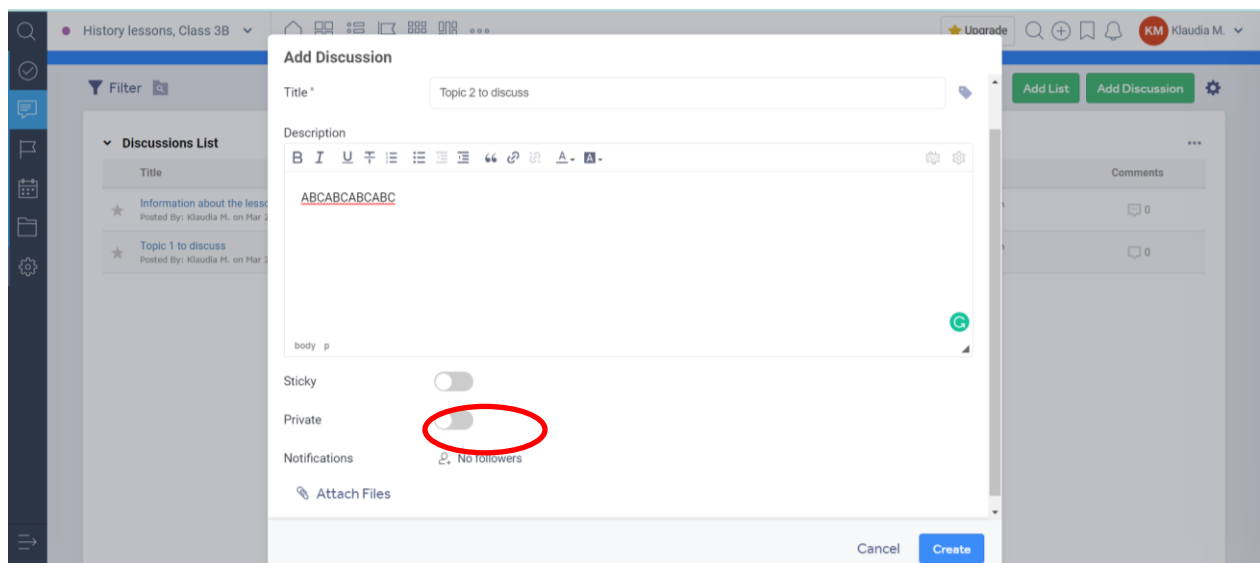 History lessons, Class 3B
Upgrade
KM Klaudia M.
Add Discussion
Filter
Add List
Add Discussion
Title *
Topic 2 to discuss
Description
Discussions List
B I U T
A A
Title
Comments
ABCABCABCABC
Information about the less
Posted By: Klaudia M. on Mar 2
0
Topic 1 to discuss
Posted By: Klaudia M. on Mar 2
0
G
body p
Sticky
Private
Notifications
No followers
Attach Files
Cancel
Create